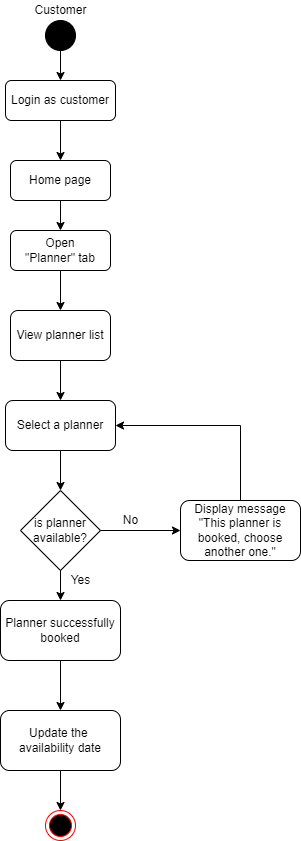 Customer
Login as customer
Home page
Open
"Planner" tab
View planner list
Select a planner
is planner
available?
No
Display message
"This planner is
booked, choose
another one."
Yes
Planner successfully
booked
Update the
availability date